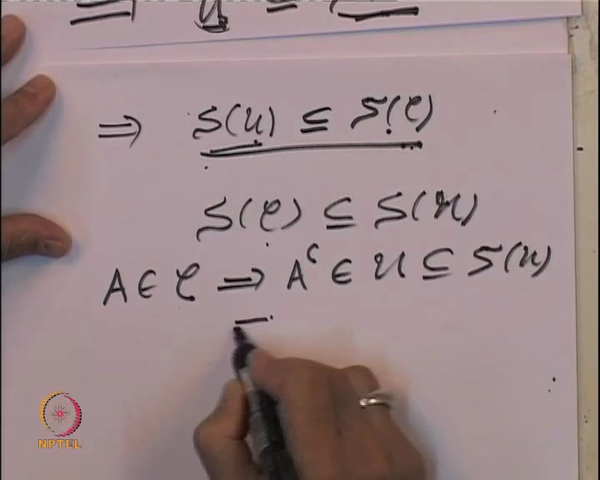 ⇒ S(U) ⊆ S(C)
S(C) ⊆ S(U)
A ∈ C ⇒ A^c ∈ U ⊆ S(U)
NPTEL